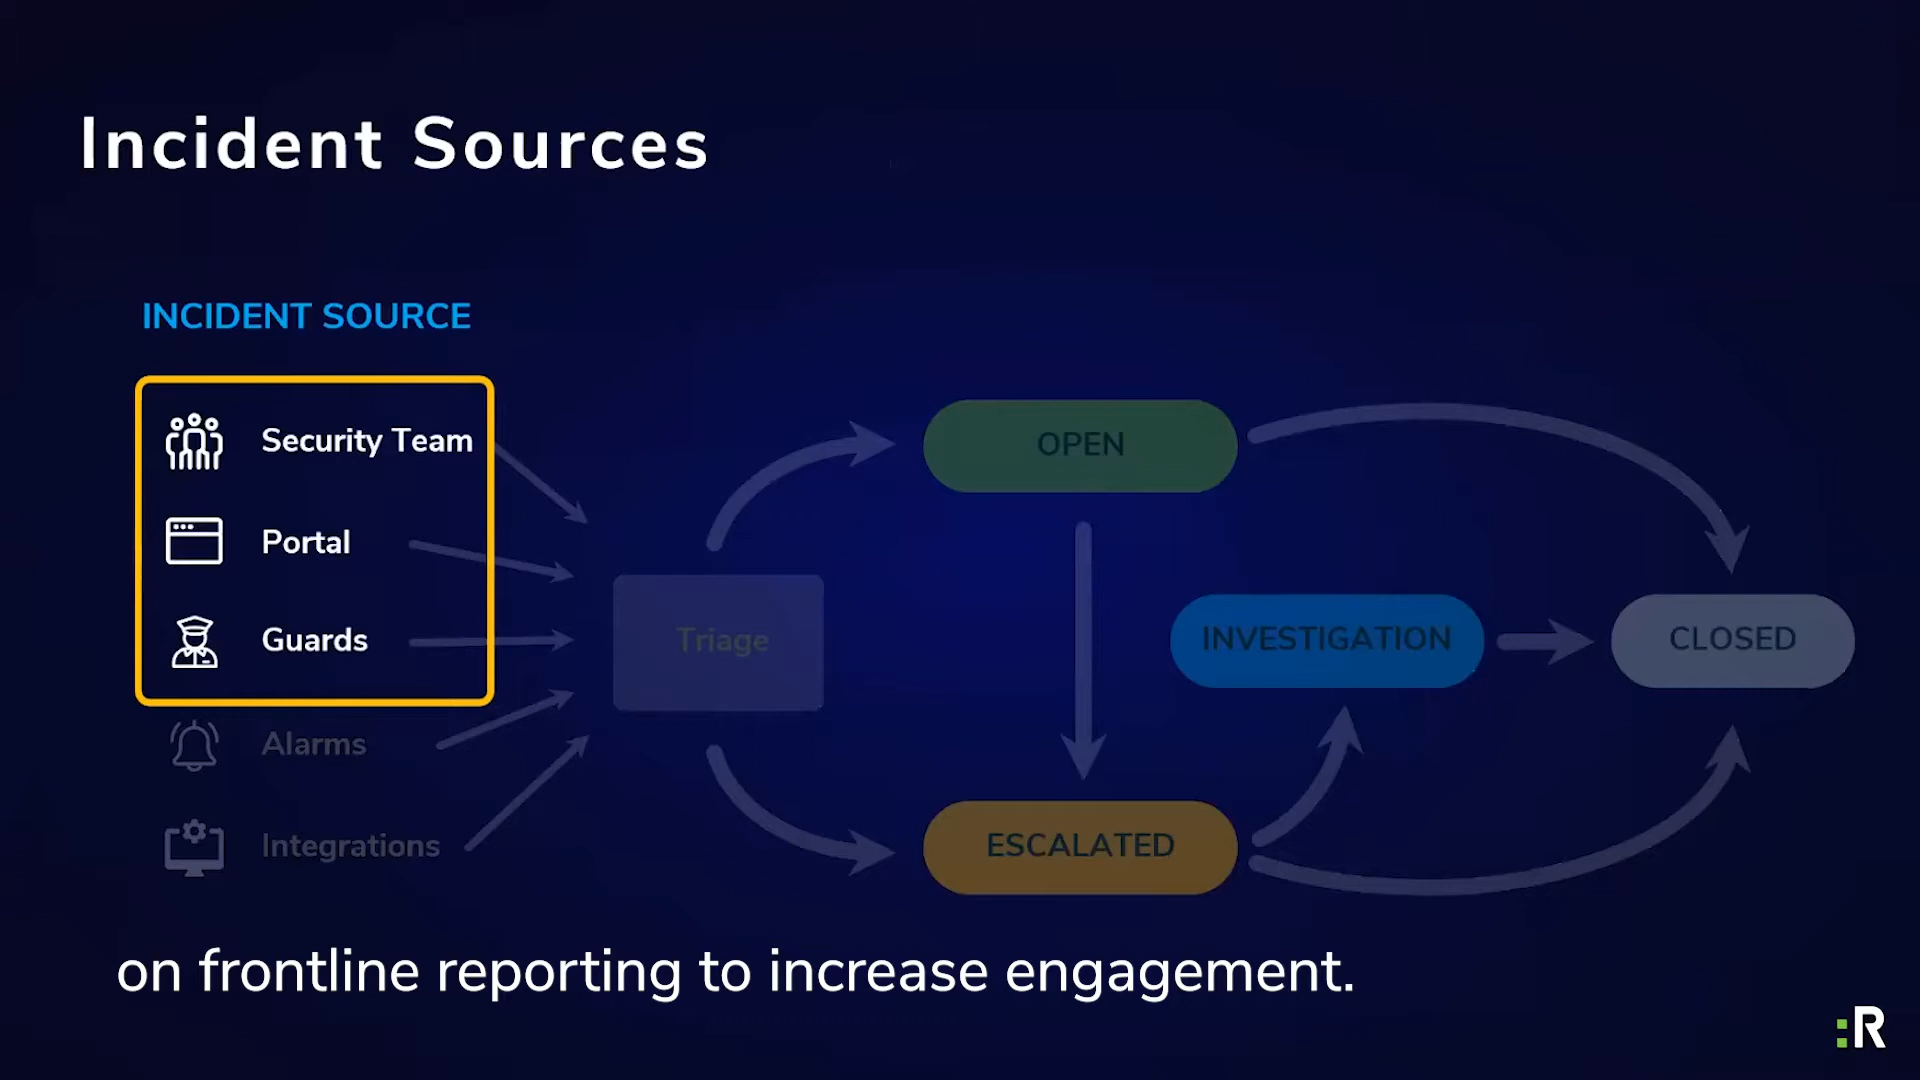 Incident Sources
INCIDENT SOURCE
Security Team
Portal
Guards
Alarms
Integrations
Triage
OPEN
INVESTIGATION
CLOSED
ESCALATED
on frontline reporting to increase engagement.
:R